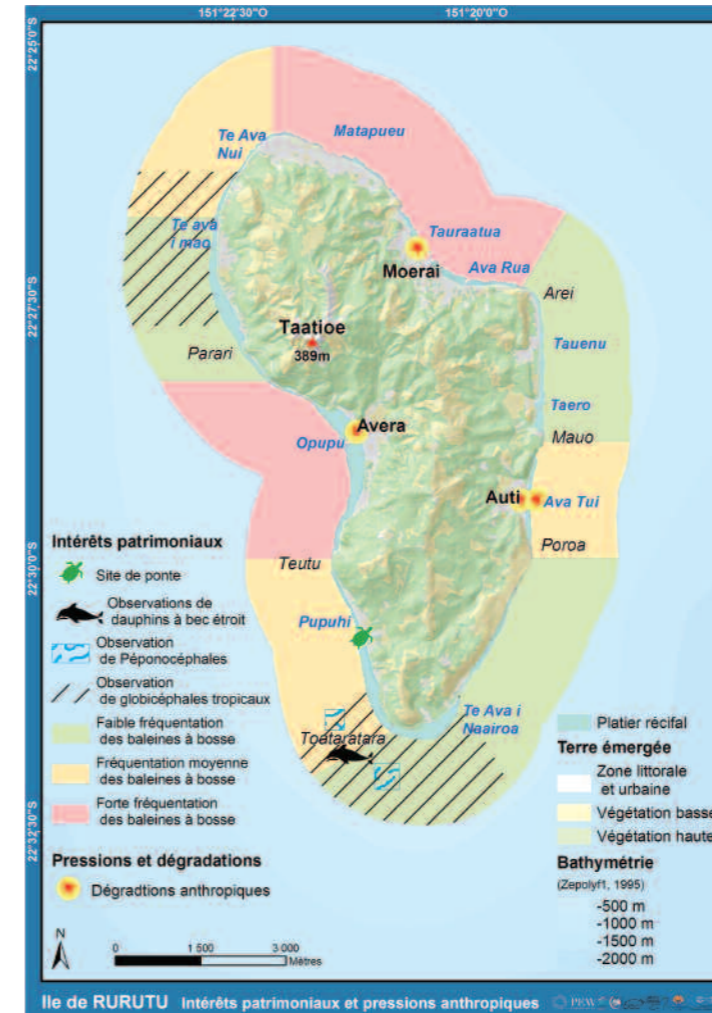 151°22'30"O
151°20'0"O
22°25'0"S
22°27'30"S
22°30'0"S
22°32'30"S
Te Ava
Nui
Matapueu
Te ava
i mao
Tauraatua
Moerai
Ava Rua
Arei
Taatioe
389m
Parari
Tauenu
Taero
Avera
Opupu
Mauo
Auti
Ava Tui
Poroa
Teutu
Pupuhi
Te Ava i
Naairoa
Toataratara
Intérêts patrimoniaux
Site de ponte
Observations de
dauphins à bec étroit
Observation
de Péponocéphales
Observation
de globicéphales tropicaux
Faible fréquentation
des baleines à bosse
Fréquentation moyenne
des baleines à bosse
Forte fréquentation
des baleines à bosse
Pressions et dégradations
Dégradtions anthropiques
N
0 1 500 3 000
Mètres
Platier récifal
Terre émergée
Zone littorale
et urbaine
Végétation basse
Végétation haute
Bathymétrie
(Zepolyf1, 1995)
-500 m
-1000 m
-1500 m
-2000 m
Ile de RURUTU Intérêts patrimoniaux et pressions anthropiques
PEW